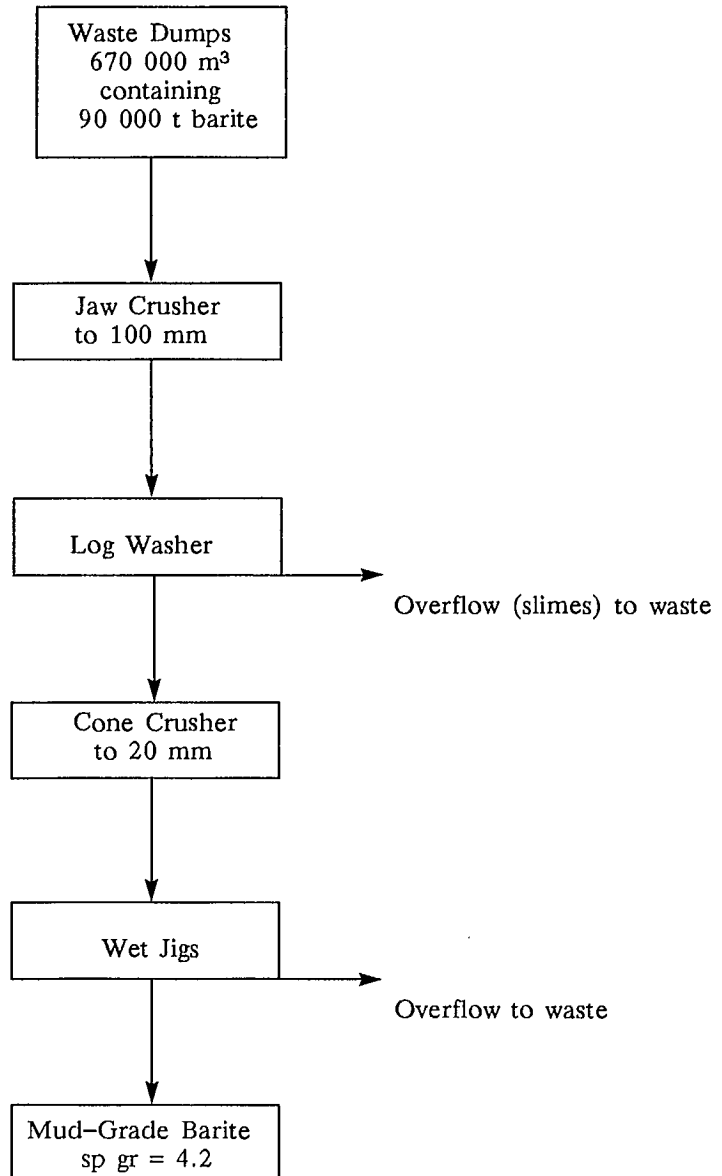 Waste Dumps
670 000 m³
containing
90 000 t barite
Jaw Crusher
to 100 mm
Log Washer
Overflow (slimes) to waste
Cone Crusher
to 20 mm
Wet Jigs
Overflow to waste
Mud-Grade Barite
sp gr = 4.2